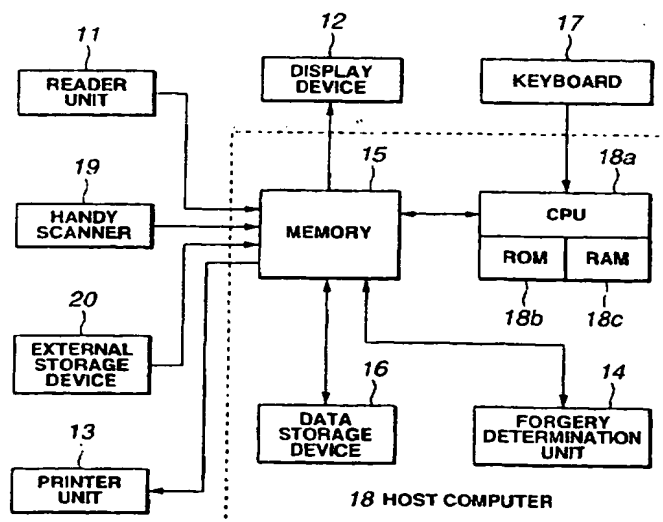 11
READER
UNIT
12
DISPLAY
DEVICE
17
KEYBOARD
19
HANDY
SCANNER
15
MEMORY
18a
CPU
ROM
RAM
18b
18c
20
EXTERNAL
STORAGE
DEVICE
16
DATA
STORAGE
DEVICE
14
FORGERY
DETERMINATION
UNIT
13
PRINTER
UNIT
18 HOST COMPUTER